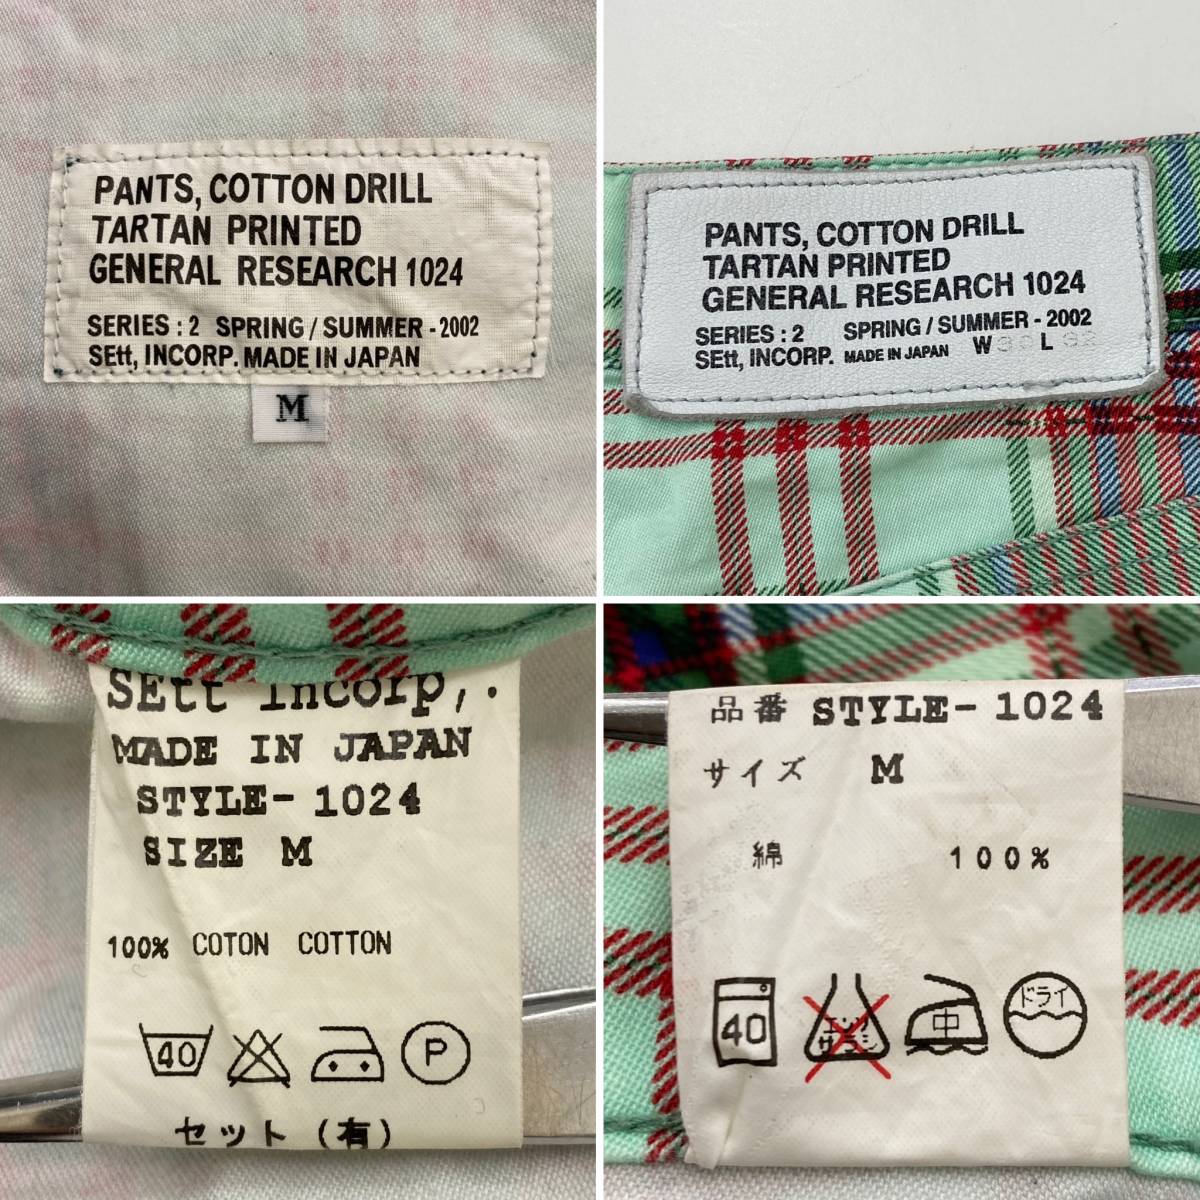 PANTS, COTTON DRILL
TARTAN PRINTED
GENERAL RESEARCH 1024
SERIES : 2 SPRING / SUMMER - 2002
SEtt, INCORP. MADE IN JAPAN
M
PANTS, COTTON DRILL
TARTAN PRINTED
GENERAL RESEARCH 1024
SERIES : 2 SPRING / SUMMER - 2002
SEtt, INCORP. MADE IN JAPAN W L
SEtt incorp,.
MADE IN JAPAN
STYLE- 1024
SIZE M
100% COTON COTTON
40 P
セット (有)
品番 STYLE- 1024
サイズ M
綿 100%
40 エンソ サラシ 中 ドライ